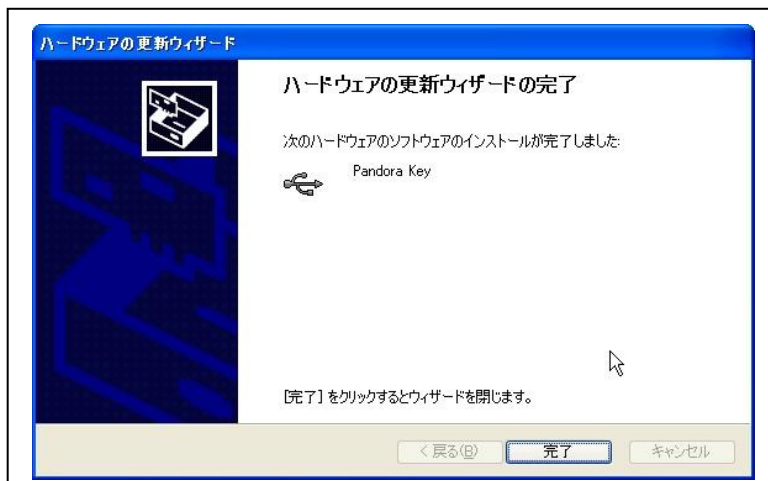 ハードウェアの更新ウィザード
ハードウェアの更新ウィザードの完了
次のハードウェアのソフトウェアのインストールが完了しました:
Pandora Key
[完了] をクリックするとウィザードを閉じます。
< 戻る(B)
完了
キャンセル